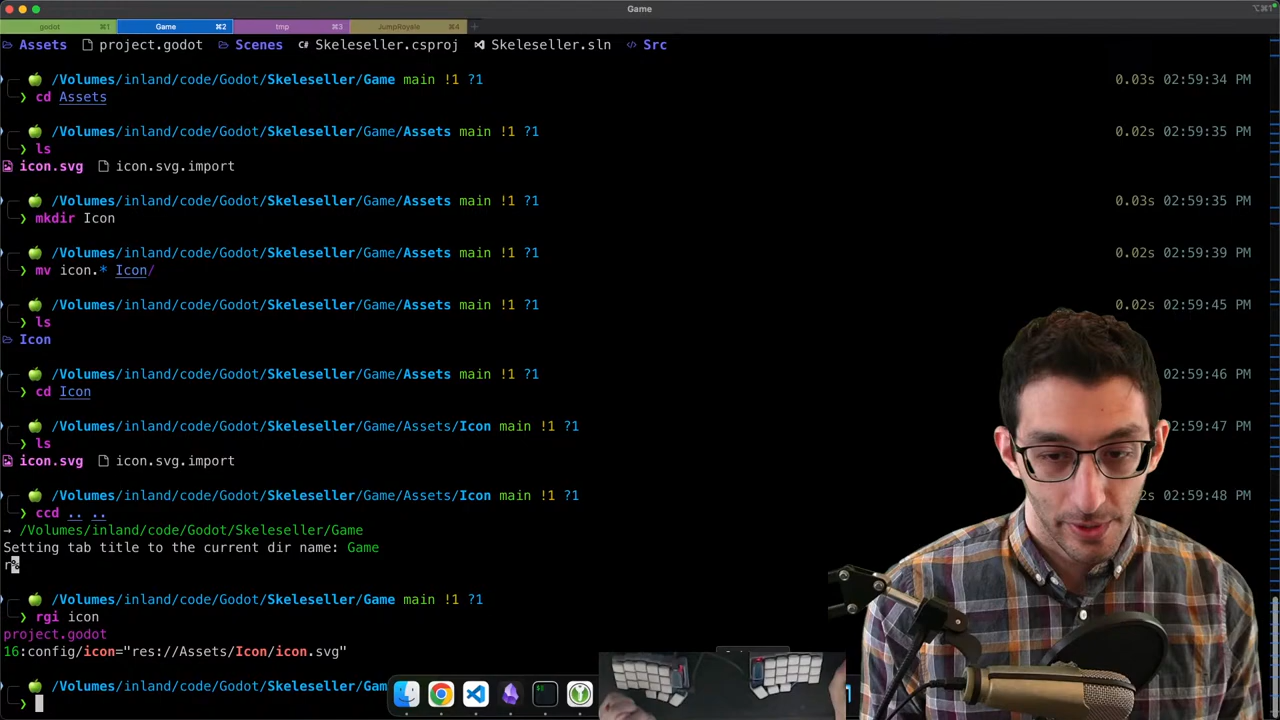 Game
⌥⌘1
godot ⌘1 Game ⌘2 tmp ⌘3 JumpRoyale ⌘4 +
Assets project.godot Scenes Skeleseller.csproj Skeleseller.sln Src
/Volumes/inland/code/Godot/Skeleseller/Game main !1 ?1 0.03s 02:59:34 PM
❯ cd Assets
/Volumes/inland/code/Godot/Skeleseller/Game/Assets main !1 ?1 0.02s 02:59:35 PM
❯ ls
icon.svg icon.svg.import
/Volumes/inland/code/Godot/Skeleseller/Game/Assets main !1 ?1 0.03s 02:59:35 PM
❯ mkdir Icon
/Volumes/inland/code/Godot/Skeleseller/Game/Assets main !1 ?1 02:59:39 PM
❯ mv icon.* Icon/
/Volumes/inland/code/Godot/Skeleseller/Game/Assets main !1 ?1 0.02s 02:59:45 PM
❯ ls
Icon
/Volumes/inland/code/Godot/Skeleseller/Game/Assets main !1 ?1 02:59:46 PM
❯ cd Icon
/Volumes/inland/code/Godot/Skeleseller/Game/Assets/Icon main !1 ?1 02:59:47 PM
❯ ls
icon.svg icon.svg.import
/Volumes/inland/code/Godot/Skeleseller/Game/Assets/Icon main !1 ?1 02:59:48 PM
❯ ccd .. ..
→ /Volumes/inland/code/Godot/Skeleseller/Game
Setting tab title to the current dir name: Game
r%
/Volumes/inland/code/Godot/Skeleseller/Game main !1 ?1
❯ rgi icon
project.godot
16:config/icon="res://Assets/Icon/icon.svg"
/Volumes/inland/code/Godot/Skeleseller/Gam
❯